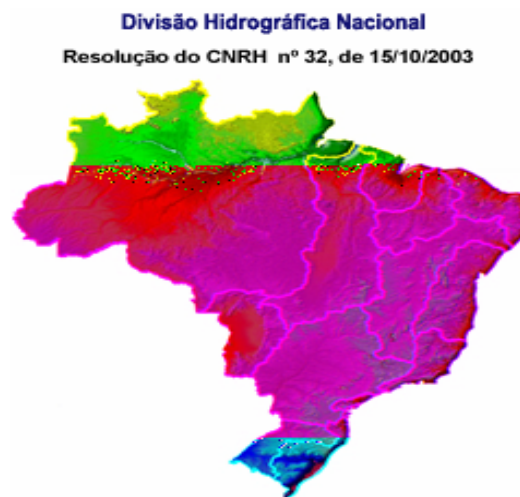 Divisão Hidrográfica Nacional
Resolução do CNRH nº 32, de 15/10/2003